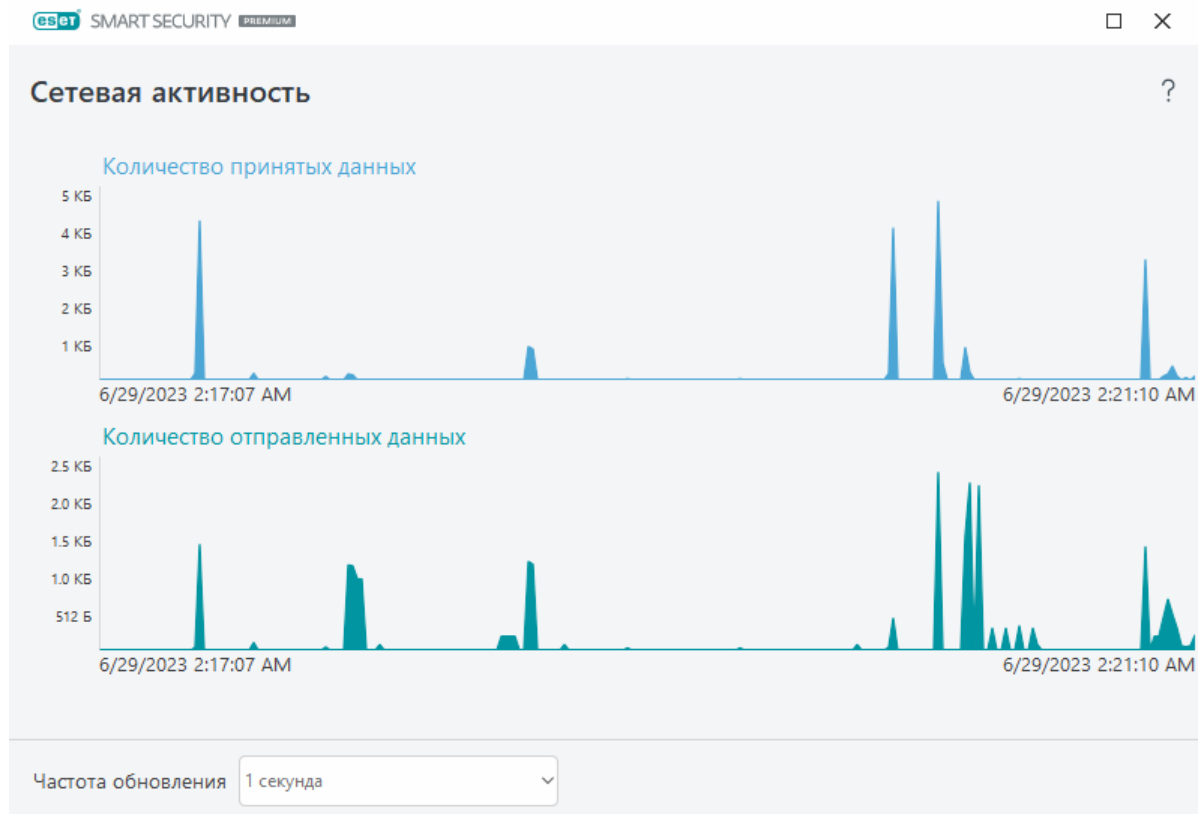 eset SMART SECURITY PREMIUM
Сетевая активность
?
Количество принятых данных
5 КБ
4 КБ
3 КБ
2 КБ
1 КБ
6/29/2023 2:17:07 AM 6/29/2023 2:21:10 AM
Количество отправленных данных
2.5 КБ
2.0 КБ
1.5 КБ
1.0 КБ
512 Б
6/29/2023 2:17:07 AM 6/29/2023 2:21:10 AM
Частота обновления 1 секунда